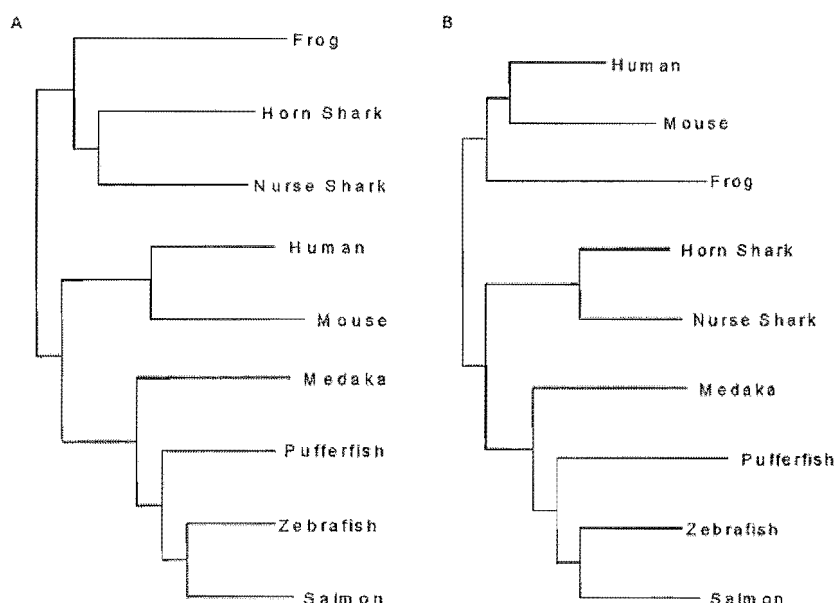 A
Frog
Horn Shark
Nurse Shark
Human
Mouse
Medaka
Pufferfish
Zebrafish
Salmon
B
Human
Mouse
Frog
Horn Shark
Nurse Shark
Medaka
Pufferfish
Zebrafish
Salmon